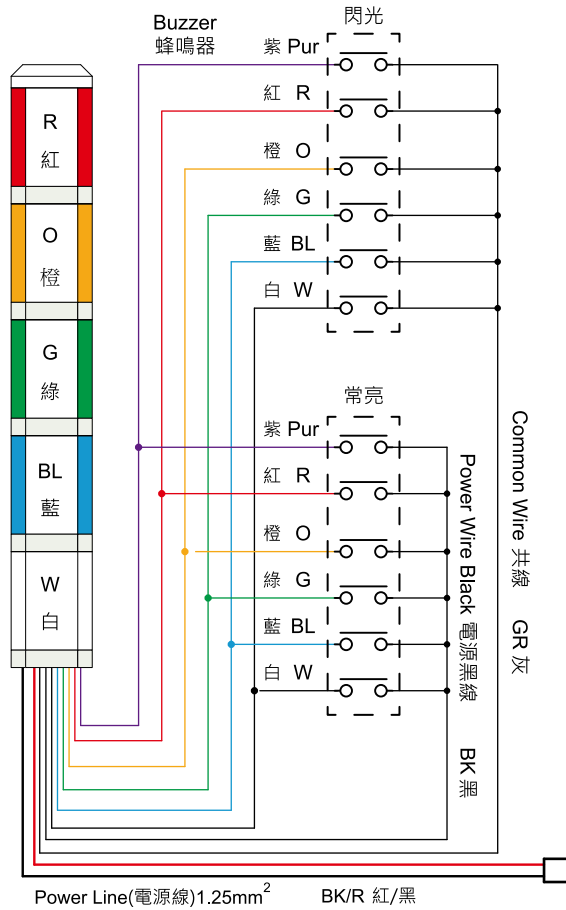 Buzzer
蜂鳴器
閃光
紫 Pur
紅 R
橙 O
綠 G
藍 BL
白 W
R
紅
O
橙
G
綠
BL
藍
W
白
常亮
紫 Pur
紅 R
橙 O
綠 G
藍 BL
白 W
Common Wire 共線 GR 灰
Power Wire Black 電源黑線 BK 黑
Power Line(電源線)1.25mm² BK/R 紅/黑